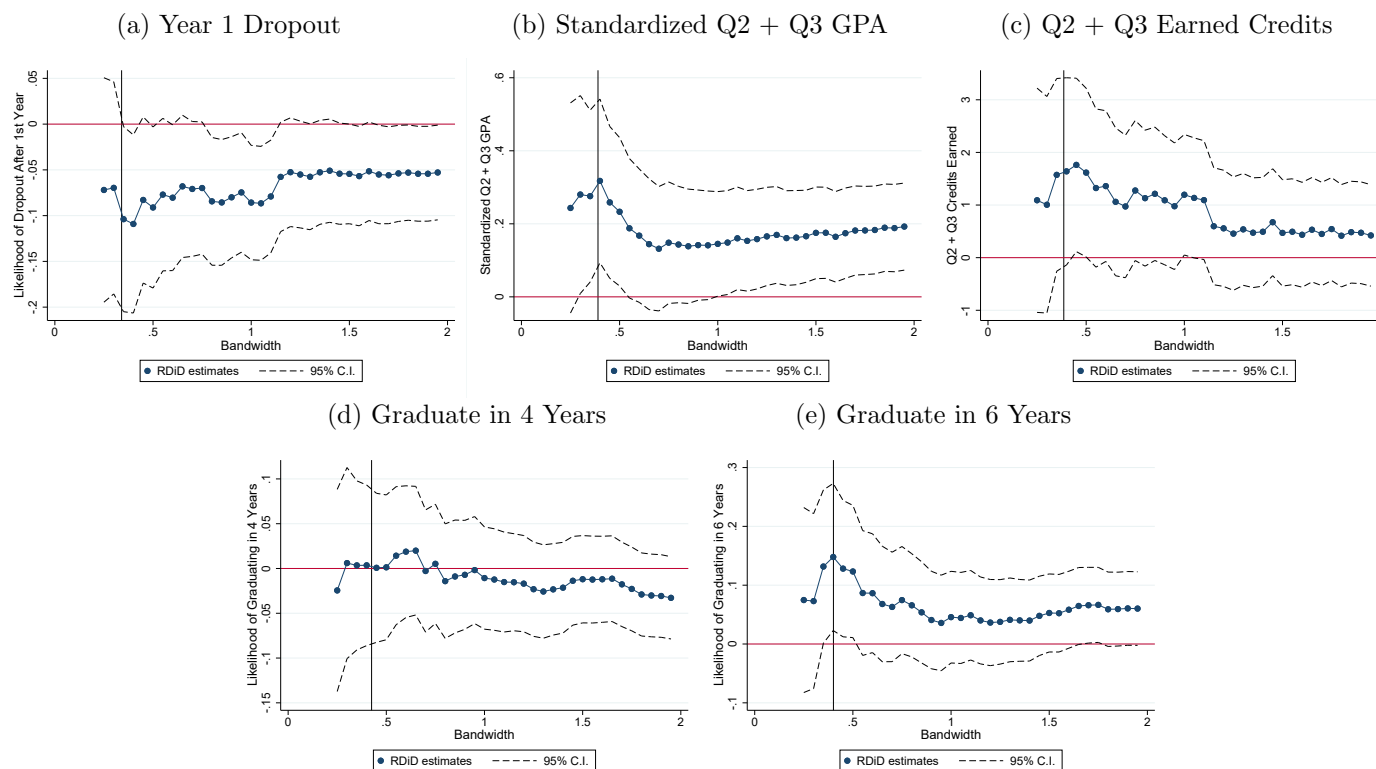 (a) Year 1 Dropout
Likelihood of Dropout After 1st Year
.05
0
-.05
-.1
-.15
-.2
0
.5
1
1.5
2
Bandwidth
RDiD estimates
95% C.I.
(b) Standardized Q2 + Q3 GPA
Standardized Q2 + Q3 GPA
.6
.4
.2
0
0
.5
1
1.5
2
Bandwidth
RDiD estimates
95% C.I.
(c) Q2 + Q3 Earned Credits
Q2 + Q3 Credits Earned
3
2
1
0
-1
0
.5
1
1.5
Bandwidth
RDiD estimates
95% C.I.
(d) Graduate in 4 Years
Likelihood of Graduating in 4 Years
.1
.05
0
-.05
-.1
-.15
0
.5
1
1.5
2
Bandwidth
RDiD estimates
95% C.I.
(e) Graduate in 6 Years
Likelihood of Graduating in 6 Years
.3
.2
.1
0
-.1
0
.5
1
1.5
2
Bandwidth
RDiD estimates
95% C.I.